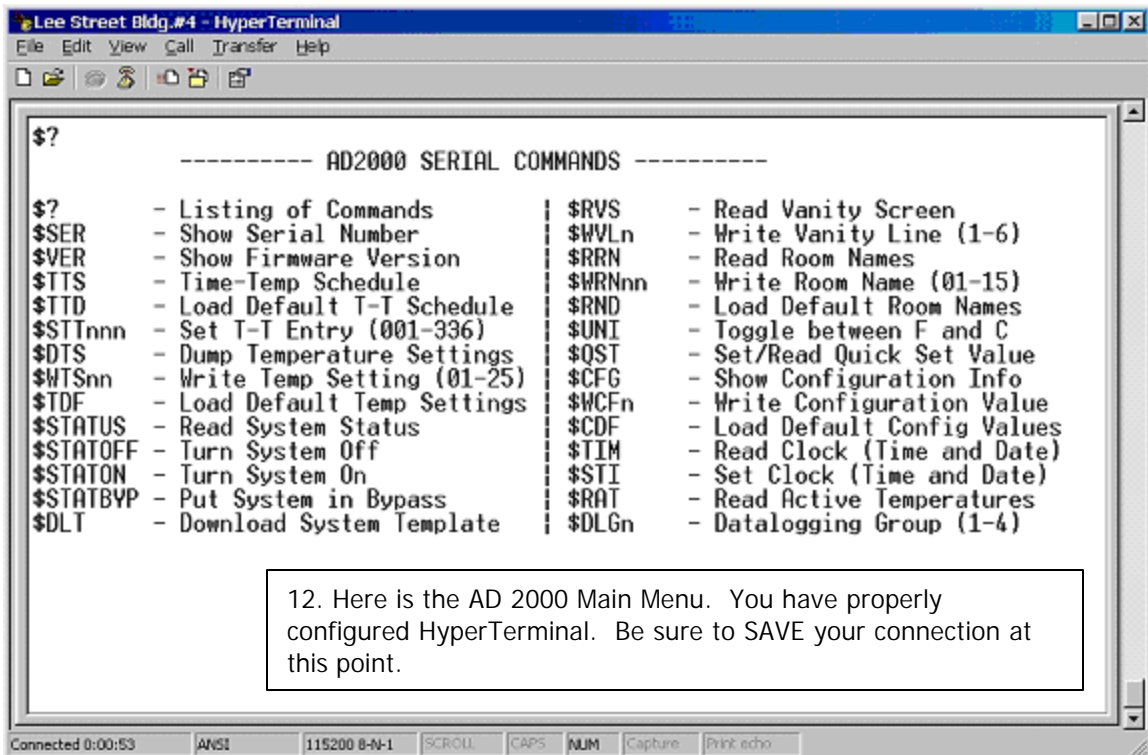 Lee Street Bldg.#4 - HyperTerminal
File Edit View Call Transfer Help
$?
---------- AD2000 SERIAL COMMANDS ----------
$? - Listing of Commands | $RVS - Read Vanity Screen
$SER - Show Serial Number | $WVLn - Write Vanity Line (1-6)
$VER - Show Firmware Version | $RRN - Read Room Names
$TTS - Time-Temp Schedule | $WRNnn - Write Room Name (01-15)
$TTD - Load Default T-T Schedule | $RND - Load Default Room Names
$STTnnn - Set T-T Entry (001-336) | $UNI - Toggle between F and C
$DTS - Dump Temperature Settings | $QST - Set/Read Quick Set Value
$WTSnn - Write Temp Setting (01-25) | $CFG - Show Configuration Info
$TDF - Load Default Temp Settings | $WCFn - Write Configuration Value
$STATUS - Read System Status | $CDF - Load Default Config Values
$STATOFF - Turn System Off | $TIM - Read Clock (Time and Date)
$STATON - Turn System On | $STI - Set Clock (Time and Date)
$STATBYP - Put System in Bypass | $RAT - Read Active Temperatures
$DLT - Download System Template | $DLGn - Datalogging Group (1-4)
12. Here is the AD 2000 Main Menu. You have properly
configured HyperTerminal. Be sure to SAVE your connection at
this point.
Connected 0:00:53 ANSI 115200 8-N-1 SCROLL CAPS NUM Capture Print echo